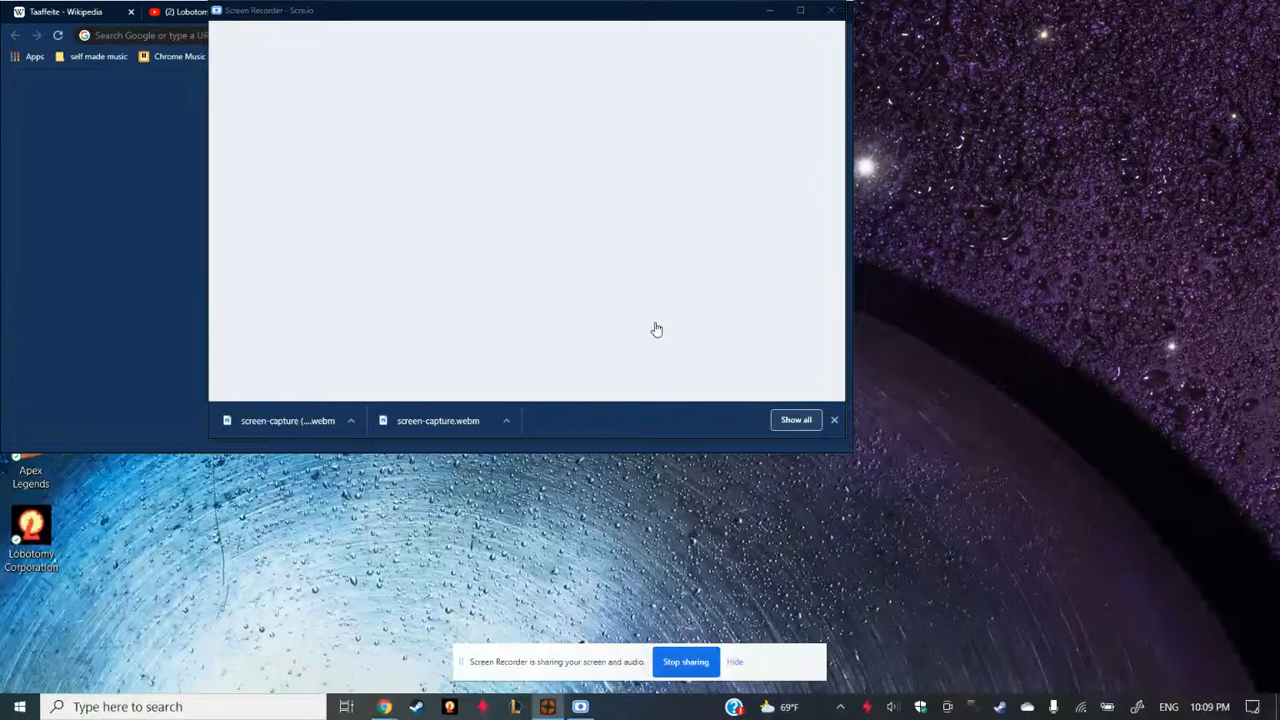 Taaffeite - Wikipedia
(2) Lobotom
Screen Recorder - Scre.io
Search Google or type a UR
Apps
self made music
Chrome Music
screen-capture (....webm
screen-capture.webm
Show all
Apex
Legends
Lobotomy
Corporation
Screen Recorder is sharing your screen and audio.
Stop sharing
Hide
Type here to search
69°F
ENG
10:09 PM